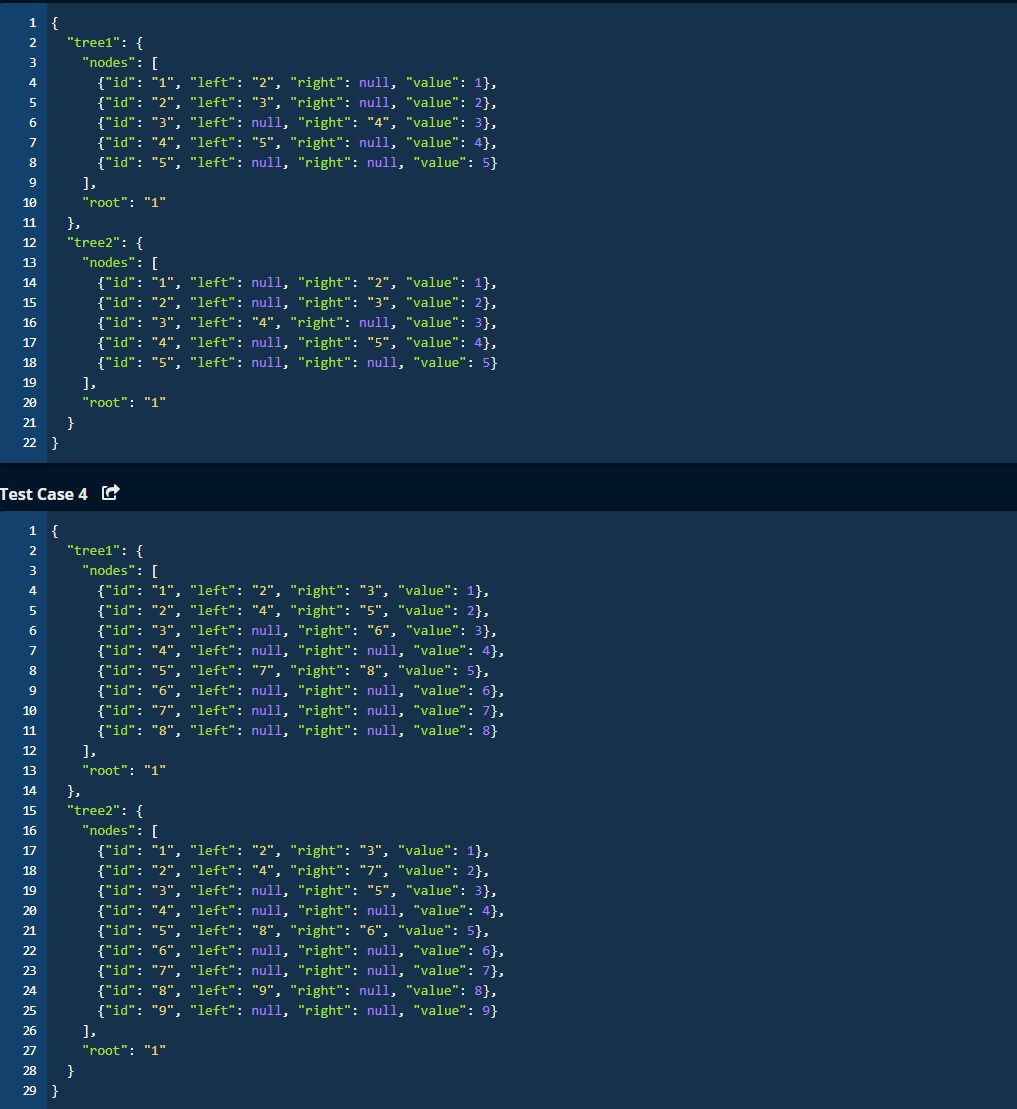 1 {
2   "tree1": {
3     "nodes": [
4       {"id": "1", "left": "2", "right": null, "value": 1},
5       {"id": "2", "left": "3", "right": null, "value": 2},
6       {"id": "3", "left": null, "right": "4", "value": 3},
7       {"id": "4", "left": "5", "right": null, "value": 4},
8       {"id": "5", "left": null, "right": null, "value": 5}
9     ],
10     "root": "1"
11   },
12   "tree2": {
13     "nodes": [
14       {"id": "1", "left": null, "right": "2", "value": 1},
15       {"id": "2", "left": null, "right": "3", "value": 2},
16       {"id": "3", "left": "4", "right": null, "value": 3},
17       {"id": "4", "left": null, "right": "5", "value": 4},
18       {"id": "5", "left": null, "right": null, "value": 5}
19     ],
20     "root": "1"
21   }
22 }
Test Case 4
1 {
2   "tree1": {
3     "nodes": [
4       {"id": "1", "left": "2", "right": "3", "value": 1},
5       {"id": "2", "left": "4", "right": "5", "value": 2},
6       {"id": "3", "left": null, "right": "6", "value": 3},
7       {"id": "4", "left": null, "right": null, "value": 4},
8       {"id": "5", "left": "7", "right": "8", "value": 5},
9       {"id": "6", "left": null, "right": null, "value": 6},
10       {"id": "7", "left": null, "right": null, "value": 7},
11       {"id": "8", "left": null, "right": null, "value": 8}
12     ],
13     "root": "1"
14   },
15   "tree2": {
16     "nodes": [
17       {"id": "1", "left": "2", "right": "3", "value": 1},
18       {"id": "2", "left": "4", "right": "7", "value": 2},
19       {"id": "3", "left": null, "right": "5", "value": 3},
20       {"id": "4", "left": null, "right": null, "value": 4},
21       {"id": "5", "left": "8", "right": "6", "value": 5},
22       {"id": "6", "left": null, "right": null, "value": 6},
23       {"id": "7", "left": null, "right": null, "value": 7},
24       {"id": "8", "left": "9", "right": null, "value": 8},
25       {"id": "9", "left": null, "right": null, "value": 9}
26     ],
27     "root": "1"
28   }
29 }